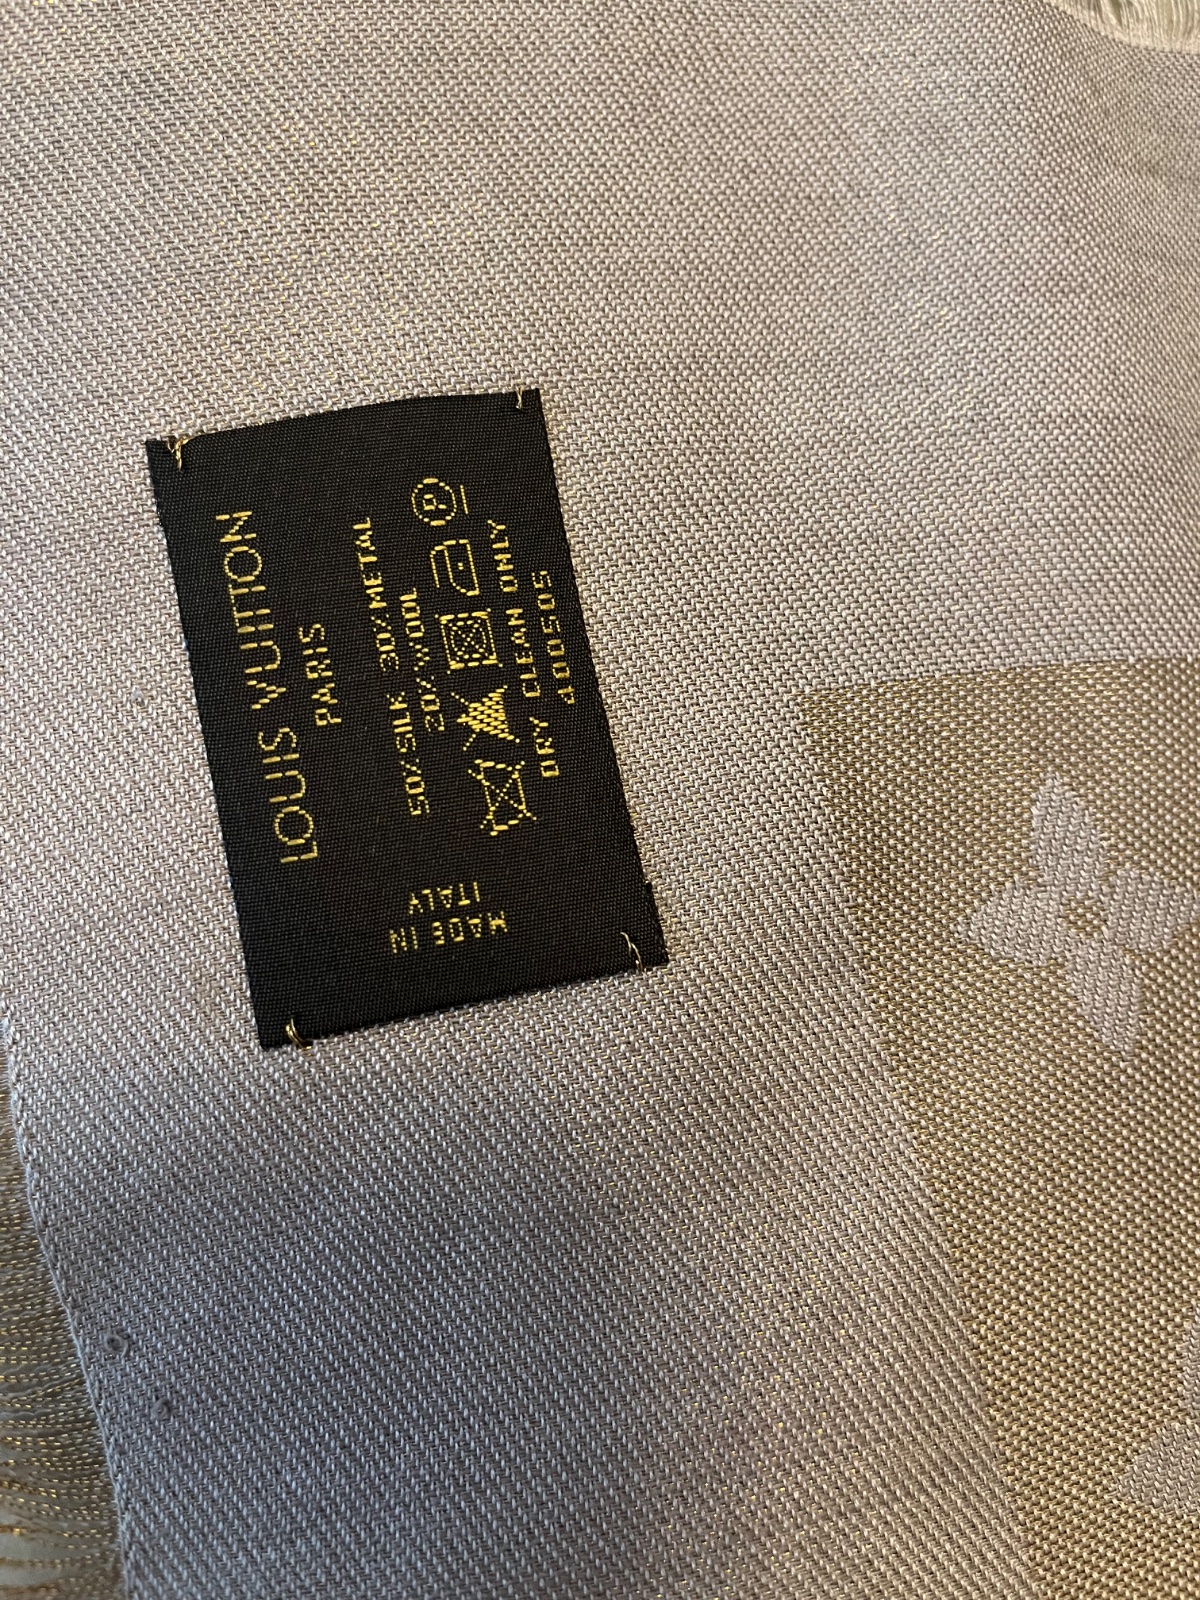 LOUIS VUITTON
PARIS
50% SILK 30% METAL
20% WOOL
P
DRY CLEAN ONLY
400505
MADE IN
ITALY